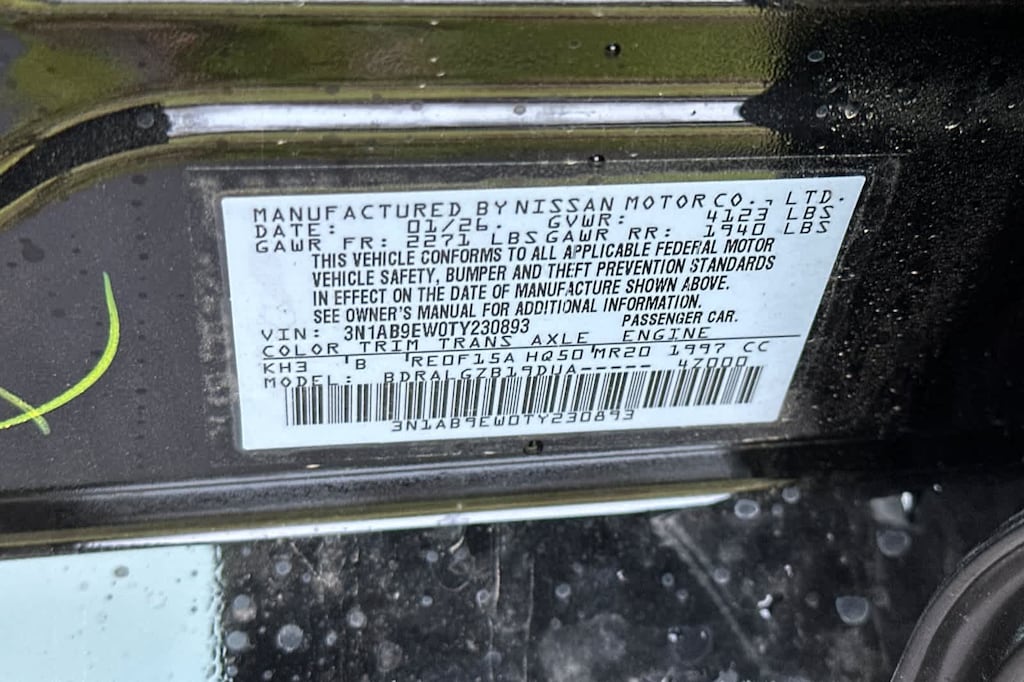 MANUFACTURED BY NISSAN MOTOR CO., LTD.
DATE: 01/26. GVWR: 4123 LBS
GAWR FR: 2271 LBS GAWR RR: 1940 LBS
THIS VEHICLE CONFORMS TO ALL APPLICABLE FEDERAL MOTOR
VEHICLE SAFETY, BUMPER AND THEFT PREVENTION STANDARDS
IN EFFECT ON THE DATE OF MANUFACTURE SHOWN ABOVE.
SEE OWNER'S MANUAL FOR ADDITIONAL INFORMATION.
VIN: 3N1AB9EW0TY230893 PASSENGER CAR.
COLOR TRIM TRANS AXLE ENGINE
KH3 'B 'RE0F15A HQ50'MR20 1997 CC
MODEL: BDRALGZB19DUA----- 47000
3N1AB9EW0TY230893